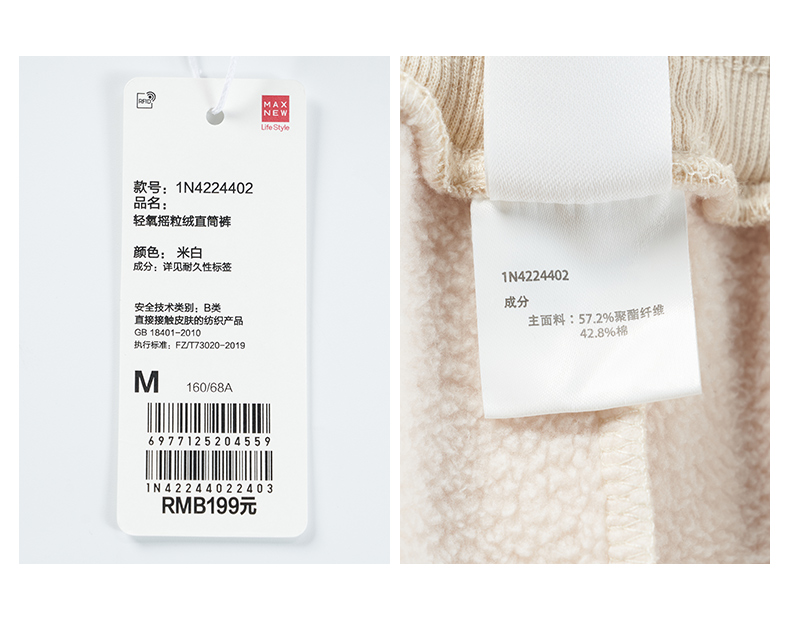 RFID
MAX
NEW
Life Style
款号：1N4224402
品名：
轻氧摇粒绒直筒裤
颜色： 米白
成分：详见耐久性标签
安全技术类别：B类
直接接触皮肤的纺织产品
GB 18401-2010
执行标准：FZ/T73020-2019
M 160/68A
6977125204559
1N42244022403
RMB199元
1N4224402
成分
主面料：57.2%聚酯纤维
42.8%棉